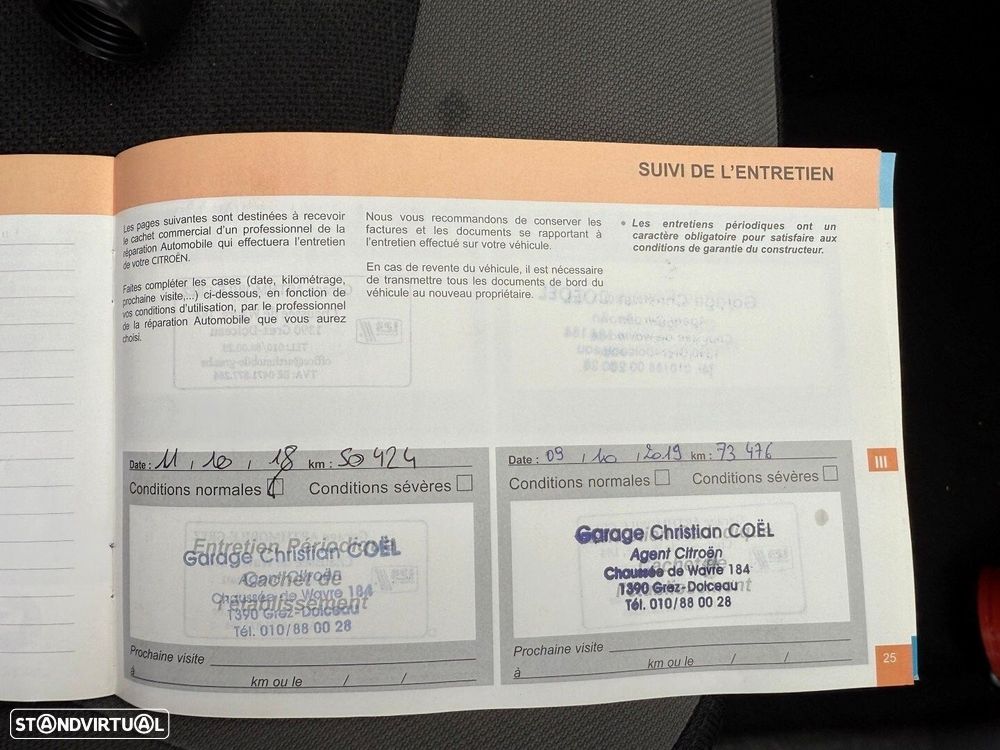 SUIVI DE L'ENTRETIEN
Les pages suivantes sont destinées à recevoir
le cachet commercial d'un professionnel de la
réparation Automobile qui effectuera l'entretien
de votre CITROËN.
Faites compléter les cases (date, kilométrage,
prochaine visite,...) ci-dessous, en fonction de
vos conditions d'utilisation, par le professionnel
de la réparation Automobile que vous aurez
choisi.
Nous vous recommandons de conserver les
factures et les documents se rapportant à
l'entretien effectué sur votre véhicule.
En cas de revente du véhicule, il est nécessaire
de transmettre tous les documents de bord du
véhicule au nouveau propriétaire.
• Les entretiens périodiques ont un
caractère obligatoire pour satisfaire aux
conditions de garantie du constructeur.
Date : 11 / 10 / 18 km : 50 424
Conditions normales Conditions sévères
Entretien Périodique
Cachet de
l'établissement
Garage Christian COËL
Agent Citroën
Chaussée de Wavre 184
1390 Grez-Doiceau
Tél. 010/88 00 28
Prochaine visite
à km ou le / /
Date : 09 / 10 / 2019 km : 73 476
Conditions normales Conditions sévères
Garage Christian COËL
Agent Citroën
Chaussée de Wavre 184
1390 Grez-Doiceau
Tél. 010/88 00 28
Prochaine visite
à km ou le / /
III
25
STANDVIRTUAL